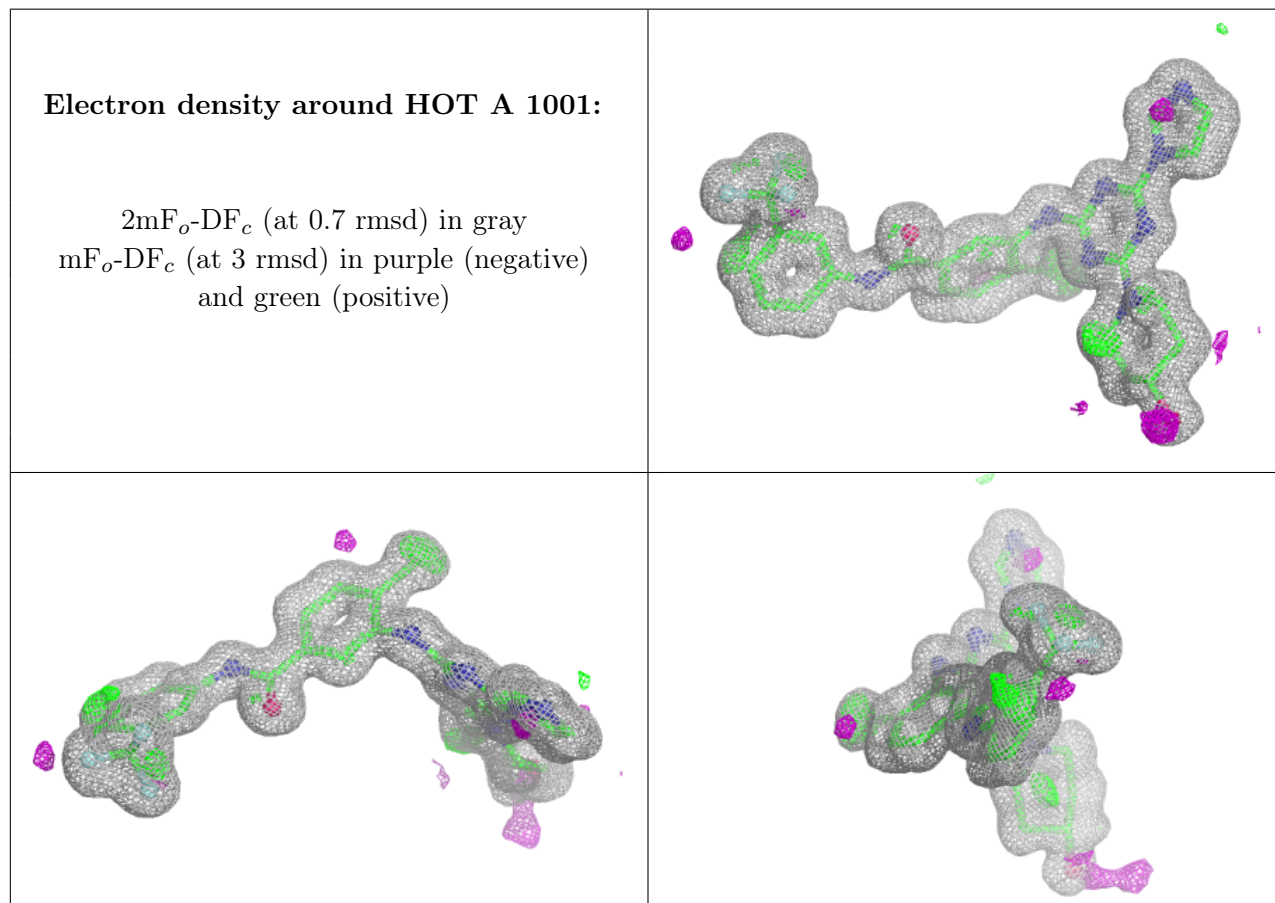 Electron density around HOT A 1001:
2mFo-DFc (at 0.7 rmsd) in gray
mFo-DFc (at 3 rmsd) in purple (negative)
and green (positive)